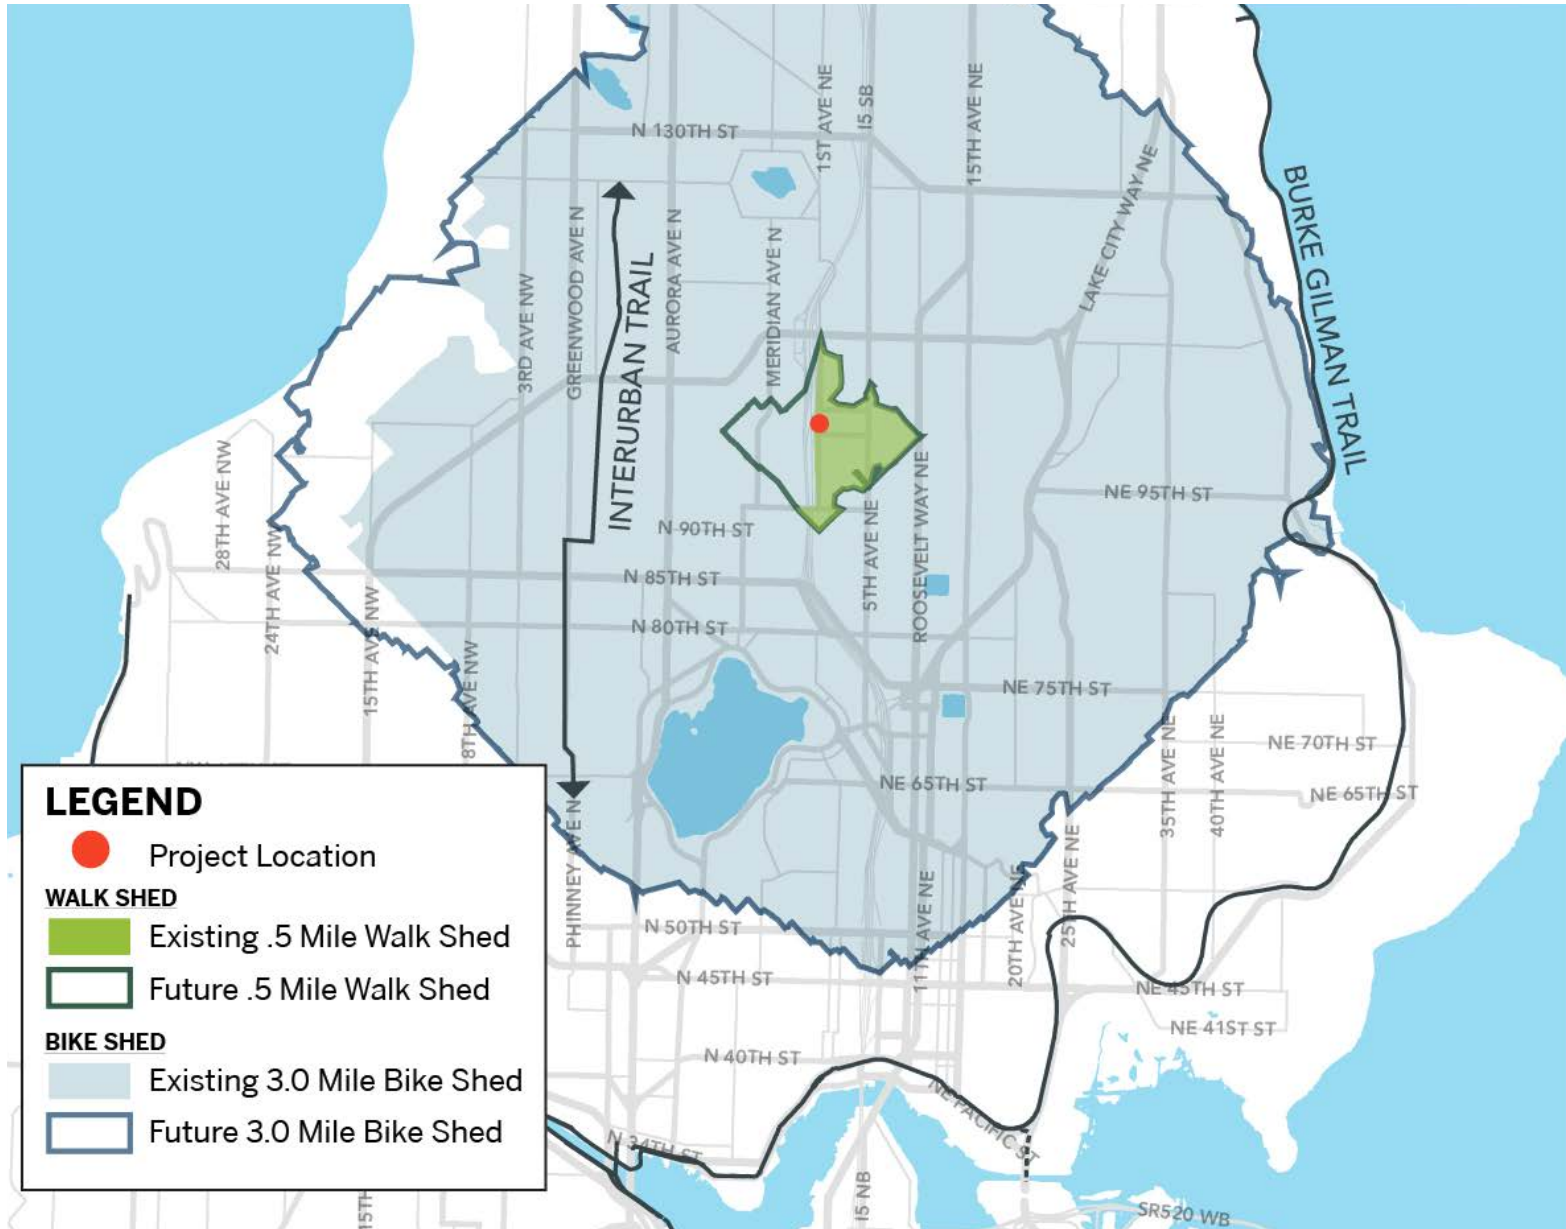 N 130TH ST
1ST AVE NE
I5 SB
15TH AVE NE
LAKE CITY WAY NE
BURKE GILMAN TRAIL
3RD AVE NW
GREENWOOD AVE N
INTERURBAN TRAIL
AURORA AVE N
MERIDIAN AVE N
28TH AVE NW
24TH AVE NW
15TH AVE NW
8TH AVE NW
N 90TH ST
N 85TH ST
N 80TH ST
5TH AVE NE
ROOSEVELT WAY NE
NE 95TH ST
NE 75TH ST
NE 70TH ST
NE 65TH ST
NE 65TH ST
35TH AVE NE
40TH AVE NE
PHINNEY AVE N
11TH AVE NE
20TH AVE NE
25TH AVE NE
N 50TH ST
N 45TH ST
NE 45TH ST
NE 41ST ST
N 40TH ST
NE PACIFIC ST
N 34TH ST
I5 NB
SR520 WB
LEGEND
Project Location
WALK SHED
Existing .5 Mile Walk Shed
Future .5 Mile Walk Shed
BIKE SHED
Existing 3.0 Mile Bike Shed
Future 3.0 Mile Bike Shed